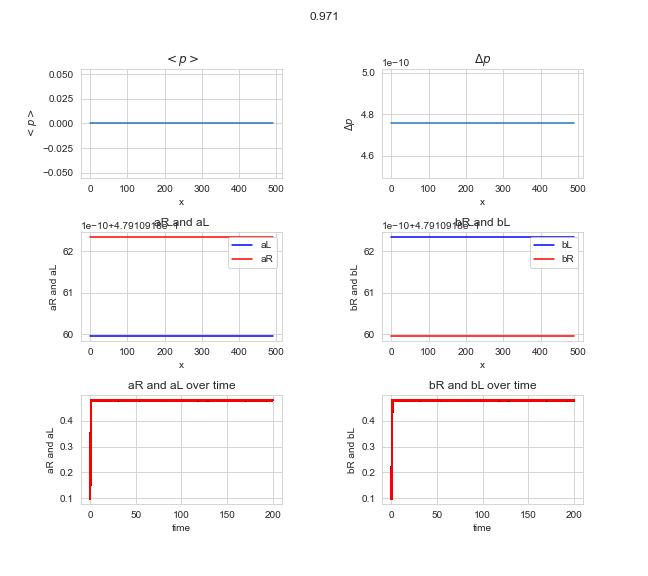 0.971
< p >
Δp
1e−10
0.050
0.025
0.000
−0.025
−0.050
5.0
4.8
4.6
< p >
Δp
0 100 200 300 400 500
0 100 200 300 400 500
x
x
aR and aL
bR and bL
1e−10+4.7910918e−1
1e−10+4.7910918e−1
62
61
60
62
61
60
aL
aR
bL
bR
aR and aL
bR and bL
0 100 200 300 400 500
0 100 200 300 400 500
x
x
aR and aL over time
bR and bL over time
0.4
0.3
0.2
0.1
0.4
0.3
0.2
0.1
aR and aL
bR and bL
0 50 100 150 200
0 50 100 150 200
time
time